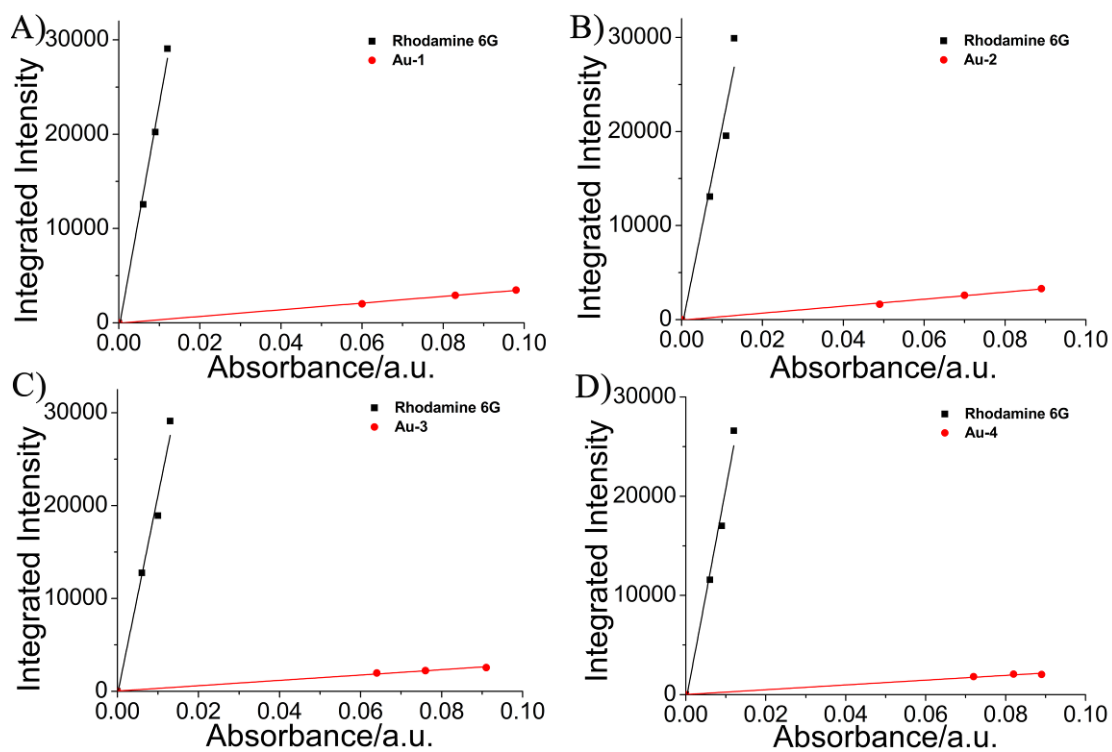 A)
30000
20000
10000
0
Integrated Intensity
Rhodamine 6G
Au-1
0.00 0.02 0.04 0.06 0.08 0.10
Absorbance/a.u.
B)
30000
20000
10000
0
Integrated Intensity
Rhodamine 6G
Au-2
0.00 0.02 0.04 0.06 0.08 0.10
Absorbance/a.u.
C)
30000
20000
10000
0
Integrated Intensity
Rhodamine 6G
Au-3
0.00 0.02 0.04 0.06 0.08 0.10
Absorbance/a.u.
D)
30000
20000
10000
0
Integrated Intensity
Rhodamine 6G
Au-4
0.00 0.02 0.04 0.06 0.08 0.10
Absorbance/a.u.